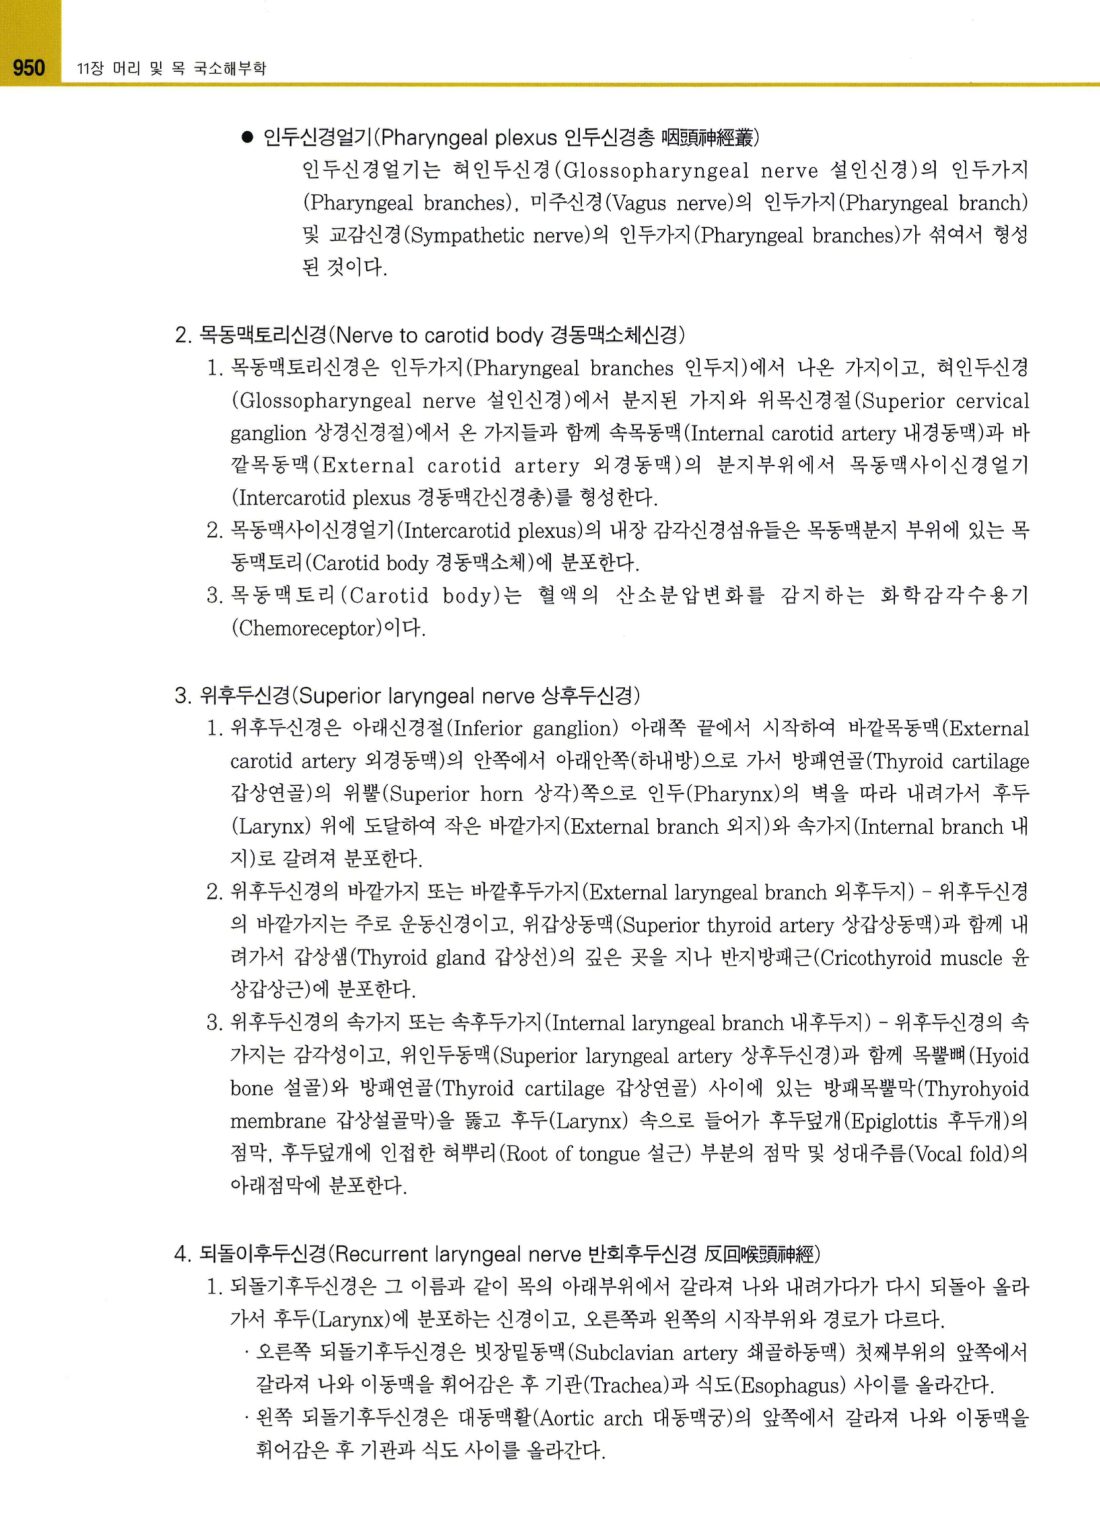 950 11장 머리 및 목 국소해부학
● 인두신경얼기(Pharyngeal plexus 인두신경총 咽頭神經叢)
인두신경얼기는 혀인두신경(Glossopharyngeal nerve 설인신경)의 인두가지
(Pharyngeal branches), 미주신경(Vagus nerve)의 인두가지(Pharyngeal branch)
및 교감신경(Sympathetic nerve)의 인두가지(Pharyngeal branches)가 섞여서 형성
된 것이다.
2. 목동맥토리신경(Nerve to carotid body 경동맥소체신경)
1. 목동맥토리신경은 인두가지(Pharyngeal branches 인두지)에서 나온 가지이고, 혀인두신경
(Glossopharyngeal nerve 설인신경)에서 분지된 가지와 위목신경절(Superior cervical
ganglion 상경신경절)에서 온 가지들과 함께 속목동맥(Internal carotid artery 내경동맥)과 바
깥목동맥(External carotid artery 외경동맥)의 분지부위에서 목동맥사이신경얼기
(Intercarotid plexus 경동맥간신경총)를 형성한다.
2. 목동맥사이신경얼기(Intercarotid plexus)의 내장 감각신경섬유들은 목동맥분지 부위에 있는 목
동맥토리(Carotid body 경동맥소체)에 분포한다.
3. 목동맥토리(Carotid body)는 혈액의 산소분압변화를 감지하는 화학감각수용기
(Chemoreceptor)이다.
3. 위후두신경(Superior laryngeal nerve 상후두신경)
1. 위후두신경은 아래신경절(Inferior ganglion) 아래쪽 끝에서 시작하여 바깥목동맥(External
carotid artery 외경동맥)의 안쪽에서 아래안쪽(하내방)으로 가서 방패연골(Thyroid cartilage
갑상연골)의 위뿔(Superior horn 상각)쪽으로 인두(Pharynx)의 벽을 따라 내려가서 후두
(Larynx) 위에 도달하여 작은 바깥가지(External branch 외지)와 속가지(Internal branch 내
지)로 갈려져 분포한다.
2. 위후두신경의 바깥가지 또는 바깥후두가지(External laryngeal branch 외후두지) - 위후두신경
의 바깥가지는 주로 운동신경이고, 위갑상동맥(Superior thyroid artery 상갑상동맥)과 함께 내
려가서 갑상샘(Thyroid gland 갑상선)의 깊은 곳을 지나 반지방패근(Cricothyroid muscle 윤
상갑상근)에 분포한다.
3. 위후두신경의 속가지 또는 속후두가지(Internal laryngeal branch 내후두지) - 위후두신경의 속
가지는 감각성이고, 위인두동맥(Superior laryngeal artery 상후두신경)과 함께 목뿔뼈(Hyoid
bone 설골)와 방패연골(Thyroid cartilage 갑상연골) 사이에 있는 방패목뿔막(Thyrohyoid
membrane 갑상설골막)을 뚫고 후두(Larynx) 속으로 들어가 후두덮개(Epiglottis 후두개)의
점막, 후두덮개에 인접한 혀뿌리(Root of tongue 설근) 부분의 점막 및 성대주름(Vocal fold)의
아래점막에 분포한다.
4. 되돌이후두신경(Recurrent laryngeal nerve 반회후두신경 反回喉頭神經)
1. 되돌기후두신경은 그 이름과 같이 목의 아래부위에서 갈라져 나와 내려가다가 다시 되돌아 올라
가서 후두(Larynx)에 분포하는 신경이고, 오른쪽과 왼쪽의 시작부위와 경로가 다르다.
· 오른쪽 되돌기후두신경은 빗장밑동맥(Subclavian artery 쇄골하동맥) 첫째부위의 앞쪽에서
갈라져 나와 이동맥을 휘어감은 후 기관(Trachea)과 식도(Esophagus) 사이를 올라간다.
· 왼쪽 되돌기후두신경은 대동맥활(Aortic arch 대동맥궁)의 앞쪽에서 갈라져 나와 이동맥을
휘어감은 후 기관과 식도 사이를 올라간다.